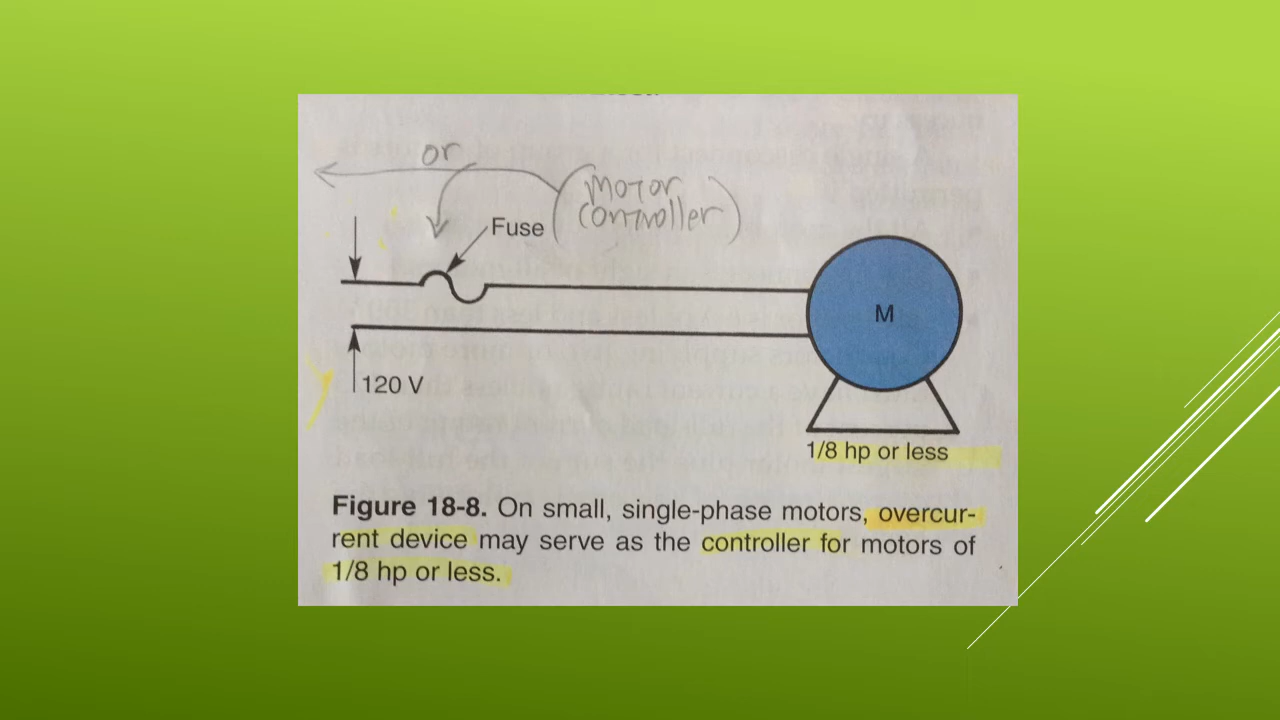 or
(Motor
Controller)
Fuse
M
120 V
1/8 hp or less
Figure 18-8. On small, single-phase motors, overcur-
rent device may serve as the controller for motors of
1/8 hp or less.